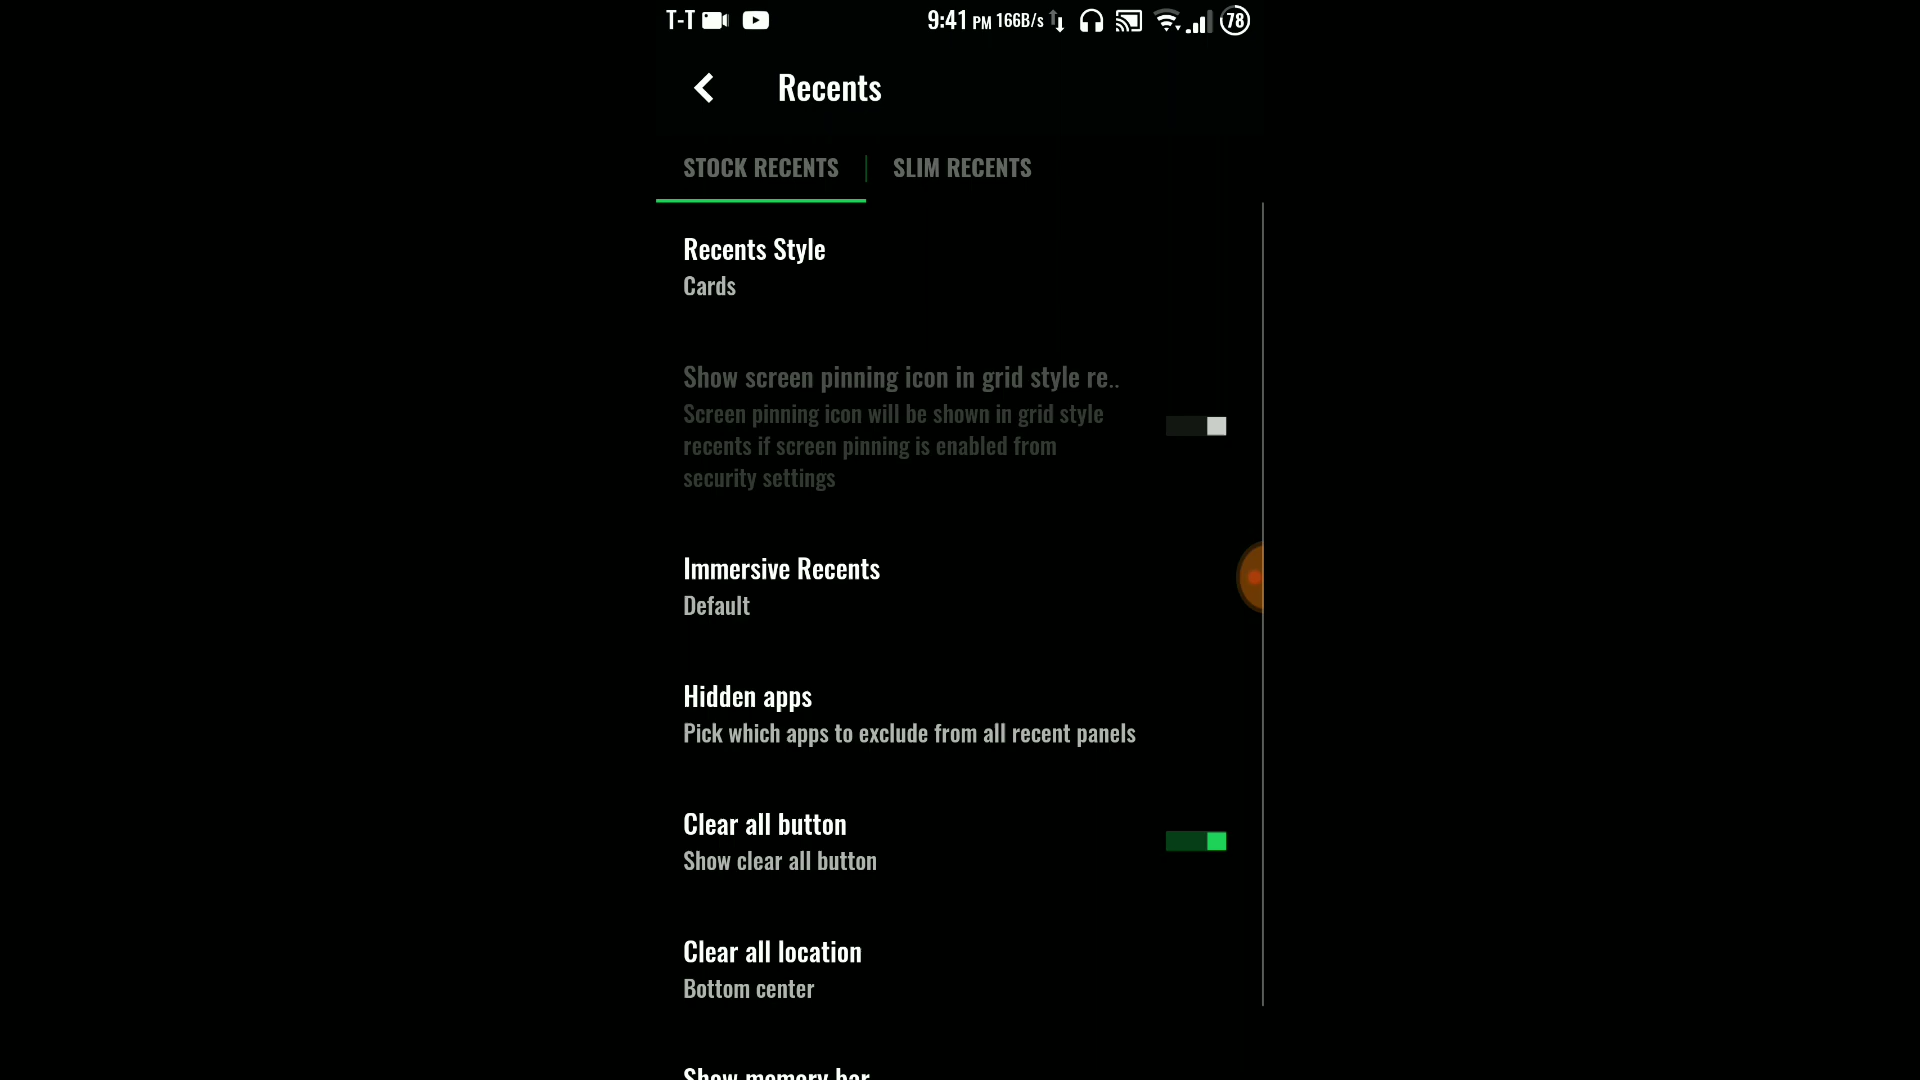 T-T 9:41 PM 166B/s 78
Recents
STOCK RECENTS SLIM RECENTS
Recents Style
Cards
Show screen pinning icon in grid style re..
Screen pinning icon will be shown in grid style
recents if screen pinning is enabled from
security settings
Immersive Recents
Default
Hidden apps
Pick which apps to exclude from all recent panels
Clear all button
Show clear all button
Clear all location
Bottom center
Show memory bar